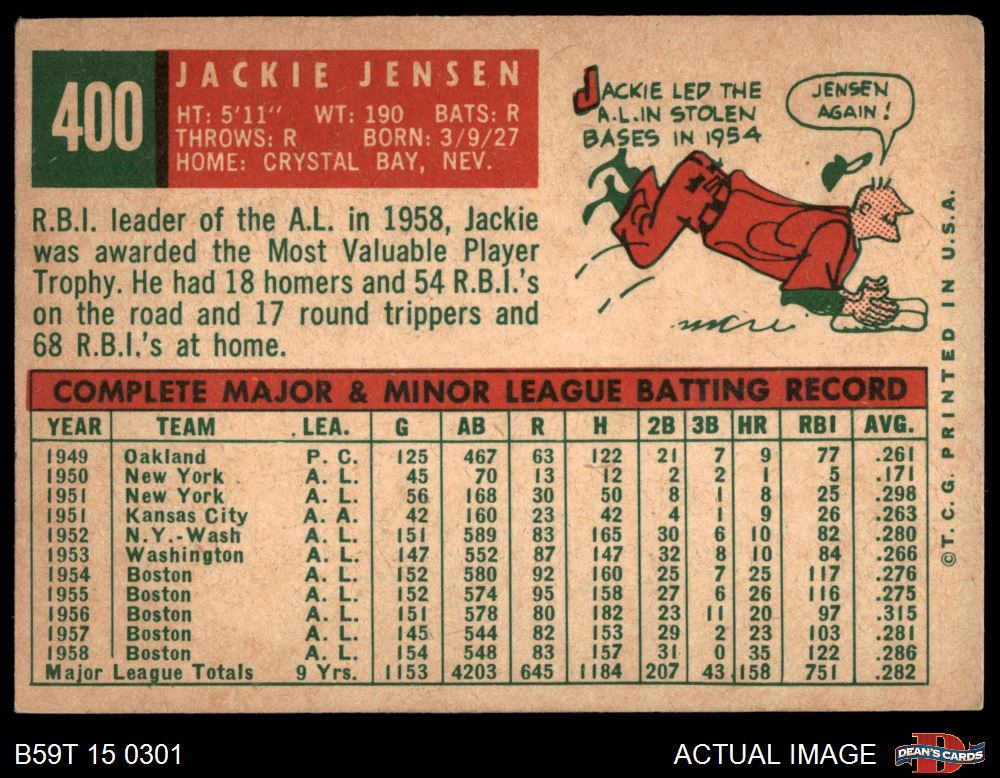 400
JACKIE JENSEN
HT: 5'11" WT: 190 BATS: R
THROWS: R BORN: 3/9/27
HOME: CRYSTAL BAY, NEV.
JACKIE LED THE
A.L. IN STOLEN
BASES IN 1954
JENSEN
AGAIN!
R.B.I. leader of the A.L. in 1958, Jackie
was awarded the Most Valuable Player
Trophy. He had 18 homers and 54 R.B.I.'s
on the road and 17 round trippers and
68 R.B.I.'s at home.
COMPLETE MAJOR & MINOR LEAGUE BATTING RECORD
YEAR TEAM LEA. G AB R H 2B 3B HR RBI AVG.
1949 Oakland P. C. 125 467 63 122 21 7 9 77 .261
1950 New York A. L. 45 70 13 12 2 2 1 5 .171
1951 New York A. L. 56 168 30 50 8 1 8 25 .298
1951 Kansas City A. A. 42 160 23 42 4 1 9 26 .263
1952 N.Y.-Wash A. L. 151 589 83 165 30 6 10 82 .280
1953 Washington A. L. 147 552 87 147 32 8 10 84 .266
1954 Boston A. L. 152 580 92 160 25 7 25 117 .276
1955 Boston A. L. 152 574 95 158 27 6 26 116 .275
1956 Boston A. L. 151 578 80 182 23 11 20 97 .315
1957 Boston A. L. 145 544 82 153 29 2 23 103 .281
1958 Boston A. L. 154 548 83 157 31 0 35 122 .286
Major League Totals 9 Yrs. 1153 4203 645 1184 207 43 158 751 .282
© T. C. G. PRINTED IN U.S.A.
B59T 15 0301
ACTUAL IMAGE
DEAN'S CARDS